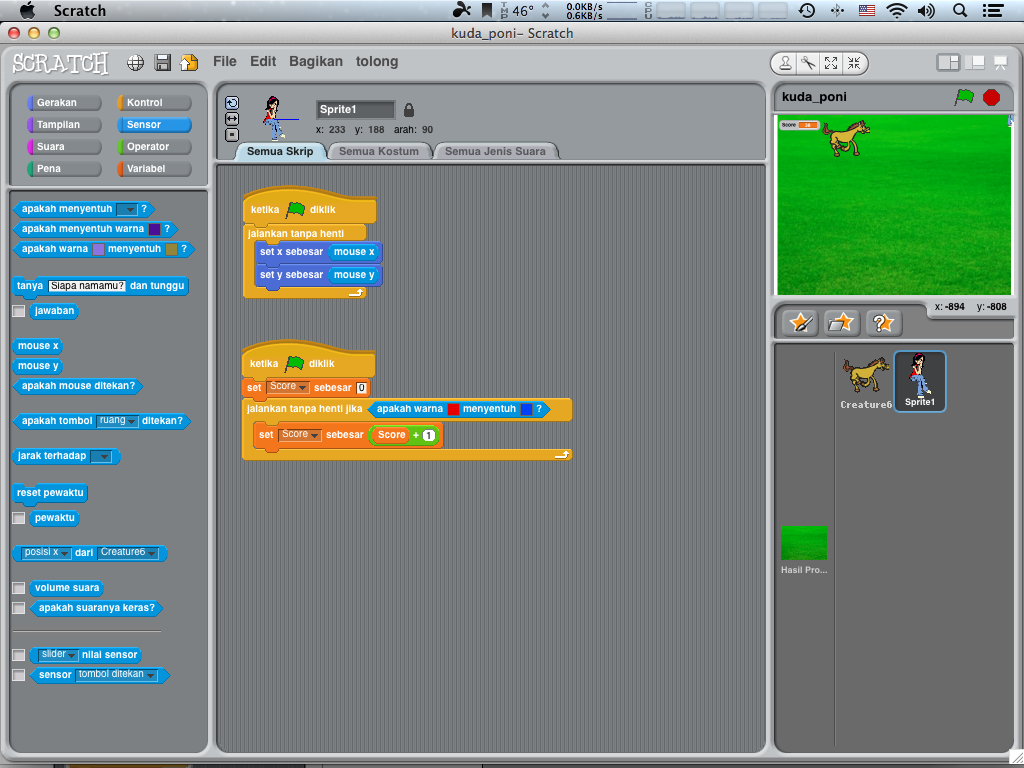 Scratch
46°
0.0KB/s
0.6KB/s
kuda_poni– Scratch
SCRATCH
File Edit Bagikan tolong
Gerakan Kontrol
Tampilan Sensor
Suara Operator
Pena Variabel
Sprite1
x: 233 y: 188 arah: 90
Semua Skrip Semua Kostum Semua Jenis Suara
kuda_poni
Score
apakah menyentuh ?
apakah menyentuh warna ?
apakah warna menyentuh ?
tanya Siapa namamu? dan tunggu
jawaban
mouse x
mouse y
apakah mouse ditekan?
apakah tombol ruang ditekan?
jarak terhadap
reset pewaktu
pewaktu
posisi x dari Creature6
volume suara
apakah suaranya keras?
slider nilai sensor
sensor tombol ditekan
ketika diklik
jalankan tanpa henti
set x sebesar mouse x
set y sebesar mouse y
ketika diklik
set Score sebesar 0
jalankan tanpa henti jika apakah warna menyentuh ?
set Score sebesar Score + 1
x: -894 y: -808
Creature6
Sprite1
Hasil Pro...